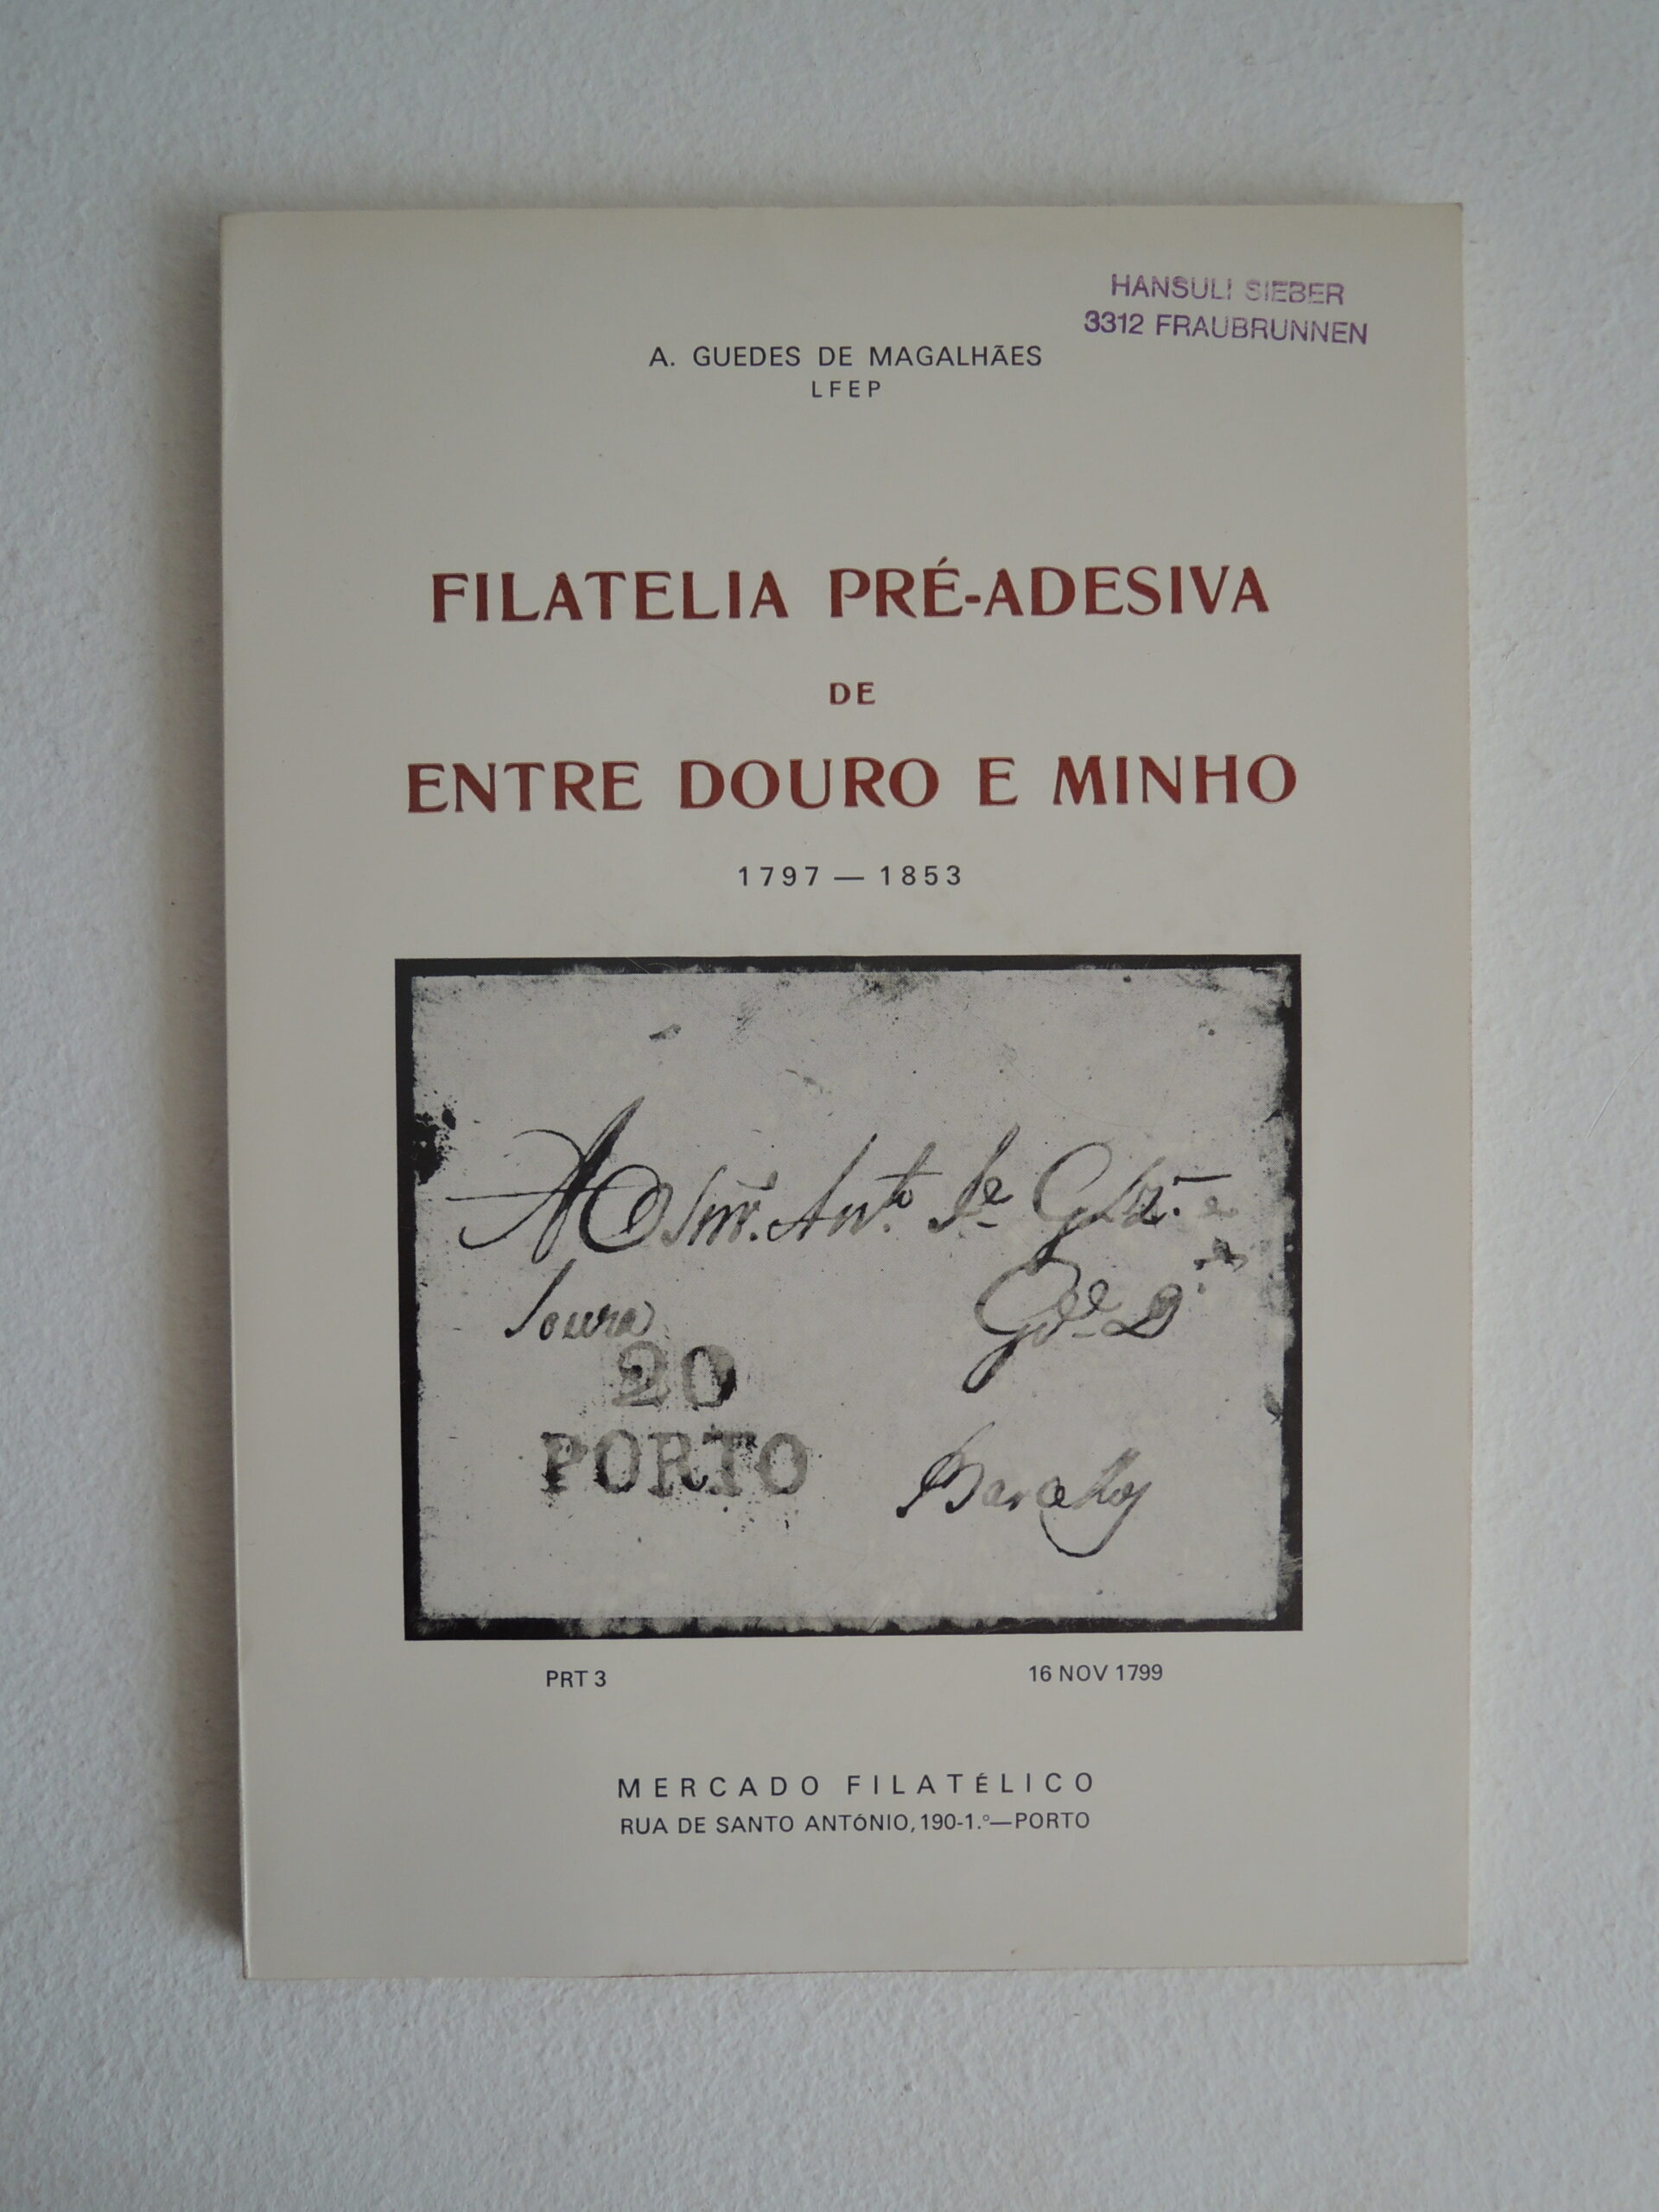 HANSULI SIEBER
3312 FRAUBRUNNEN
A. GUEDES DE MAGALHÃES
LFEP
FILATELIA PRÉ-ADESIVA
DE
ENTRE DOURO E MINHO
1797 — 1853
20
PORTO
PRT 3
16 NOV 1799
MERCADO FILATÉLICO
RUA DE SANTO ANTÓNIO, 190-1.º—PORTO